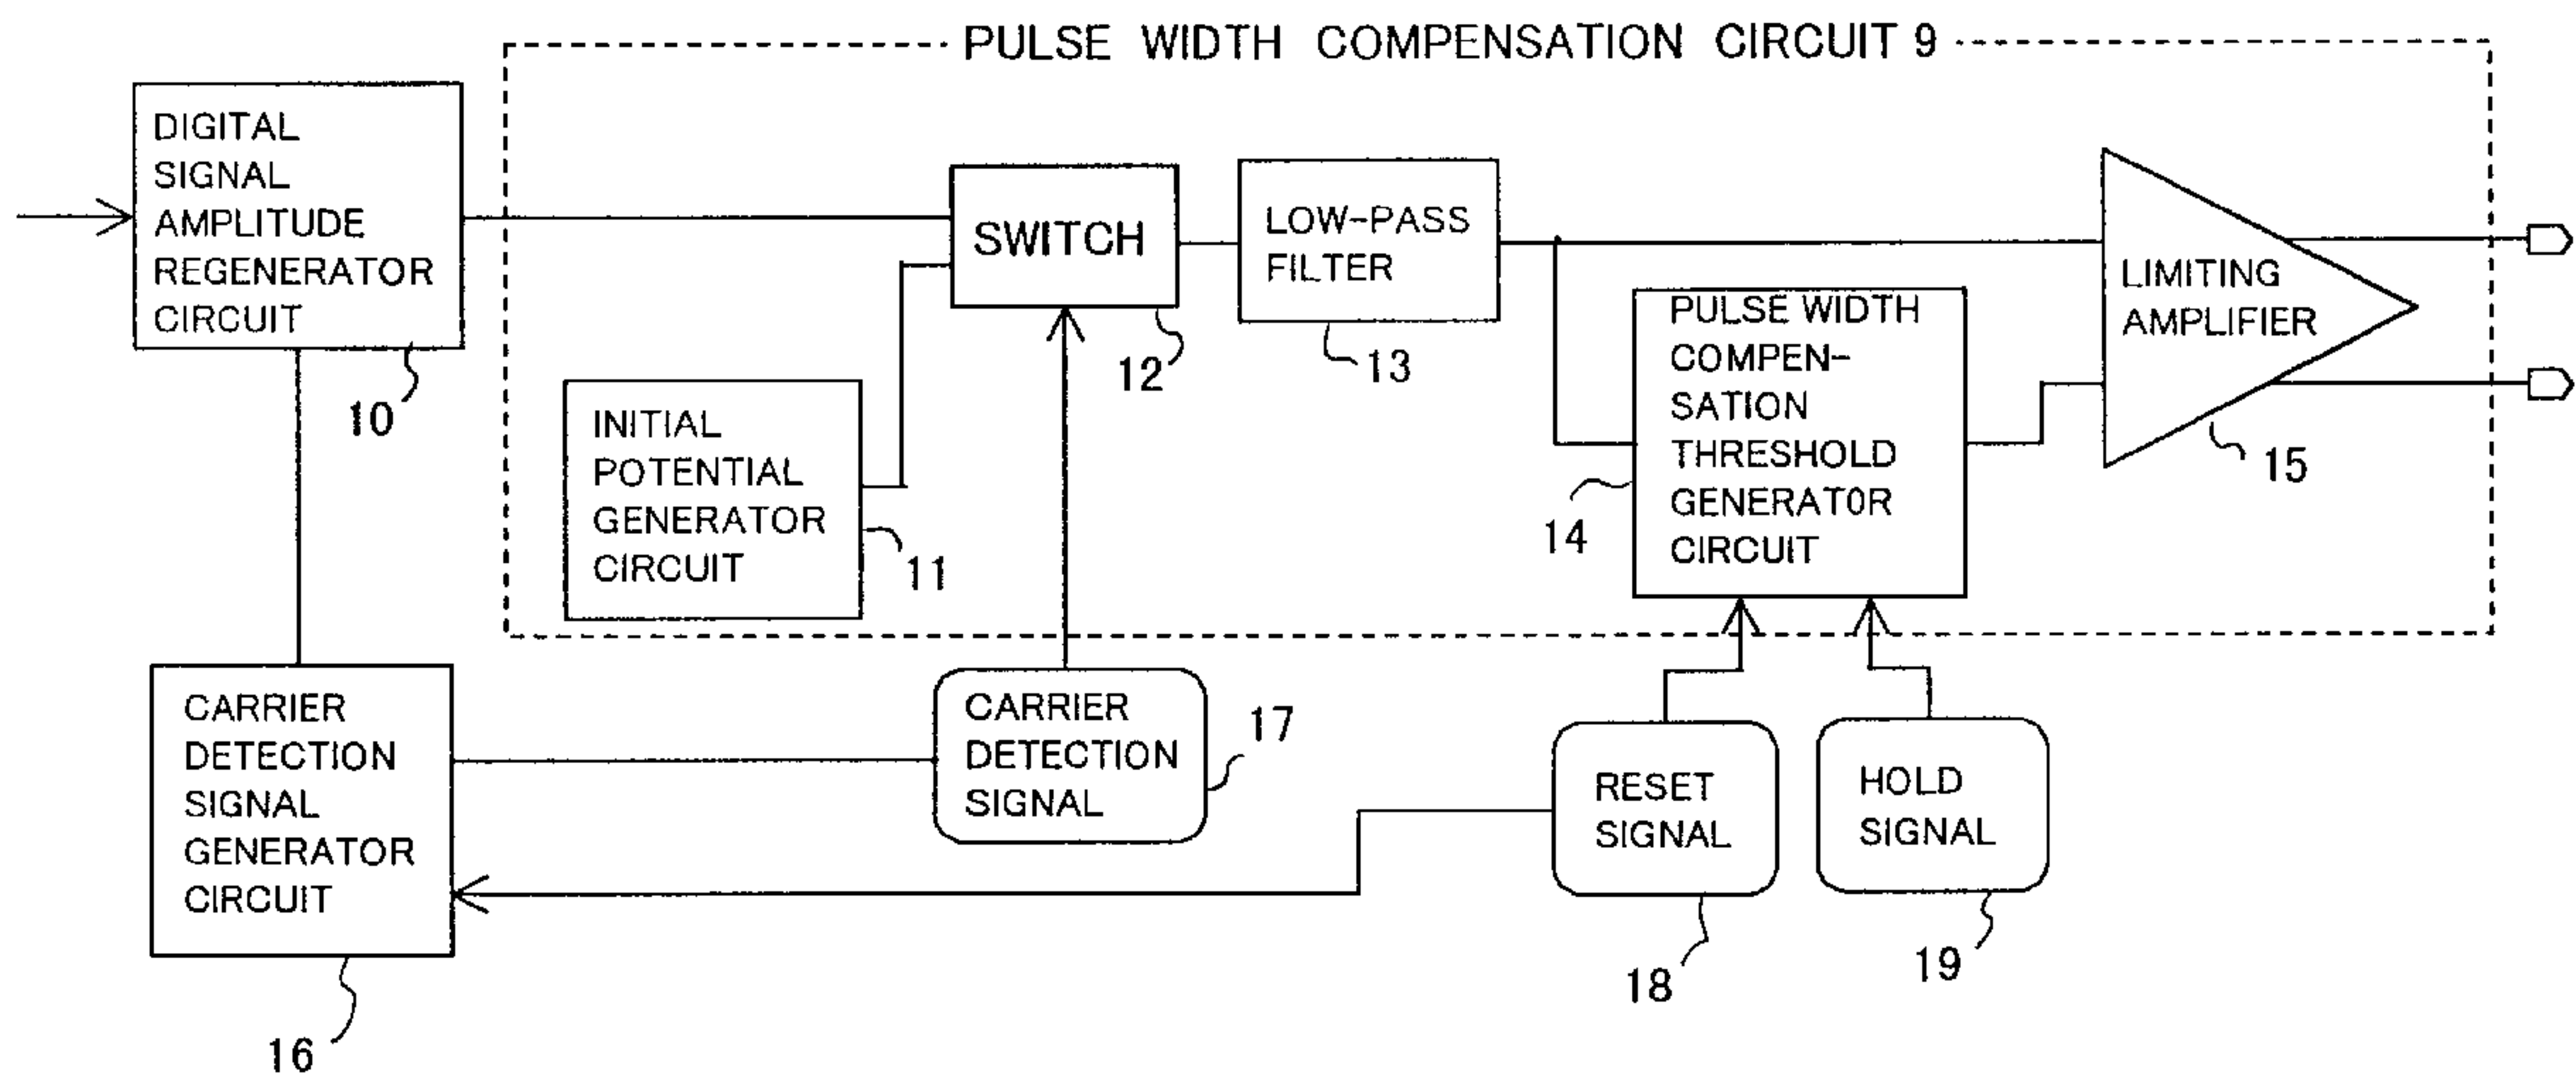 PULSE WIDTH COMPENSATION CIRCUIT 9
DIGITAL
SIGNAL
AMPLITUDE
REGENERATOR
CIRCUIT
10
INITIAL
POTENTIAL
GENERATOR
CIRCUIT
11
SWITCH
12
LOW-PASS
FILTER
13
PULSE WIDTH
COMPEN-
SATION
THRESHOLD
GENERATOR
CIRCUIT
14
LIMITING
AMPLIFIER
15
CARRIER
DETECTION
SIGNAL
GENERATOR
CIRCUIT
16
CARRIER
DETECTION
SIGNAL
17
RESET
SIGNAL
18
HOLD
SIGNAL
19